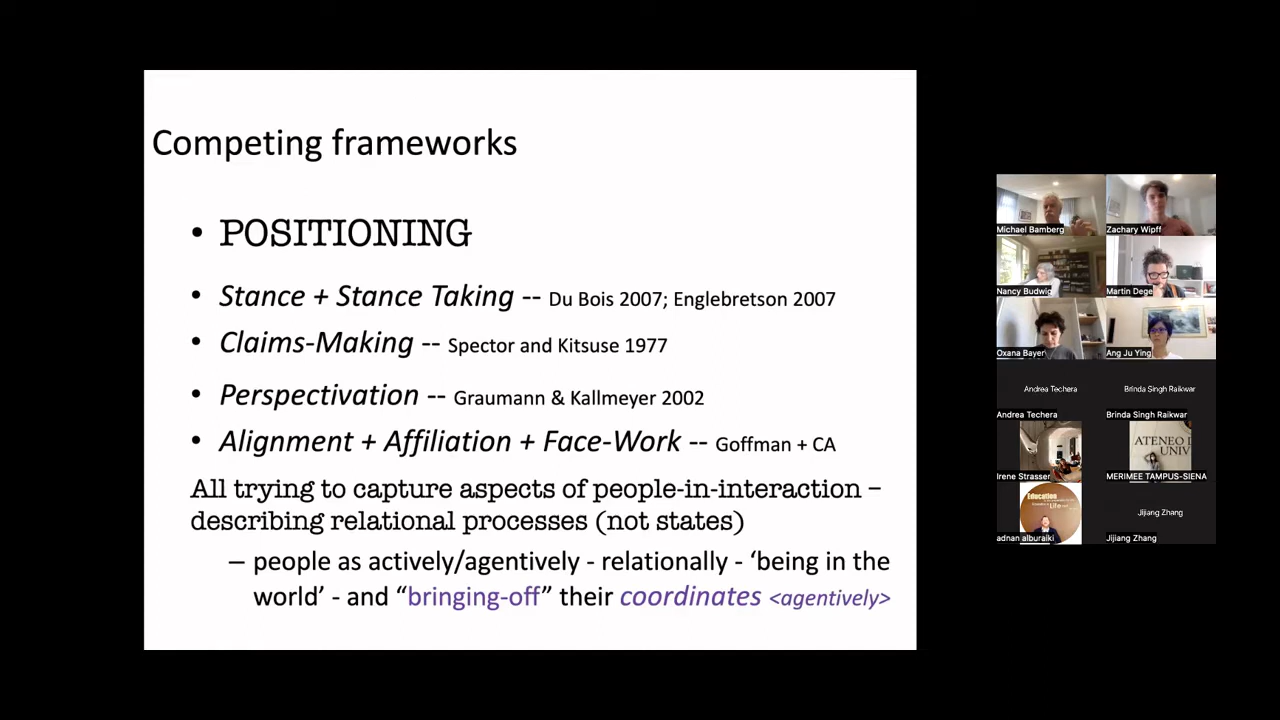 Competing frameworks
• POSITIONING
• Stance + Stance Taking -- Du Bois 2007; Englebretson 2007
• Claims-Making -- Spector and Kitsuse 1977
• Perspectivation -- Graumann & Kallmeyer 2002
• Alignment + Affiliation + Face-Work -- Goffman + CA
All trying to capture aspects of people-in-interaction –
describing relational processes (not states)
– people as actively/agentively - relationally - ‘being in the
world’ - and “bringing-off” their coordinates <agentively>
Michael Bamberg
Zachary Wipff
Nancy Budwig
Martin Dege
Oxana Bayer
Ang Ju Ying
Andrea Techera
Brinda Singh Raikwar
Andrea Techera
Brinda Singh Raikwar
ATENEO D
UNIV
Irene Strasser
MERIMEE TAMPUS-SIENA
Education
Life
Jijiang Zhang
adnan alburaiki
Jijiang Zhang